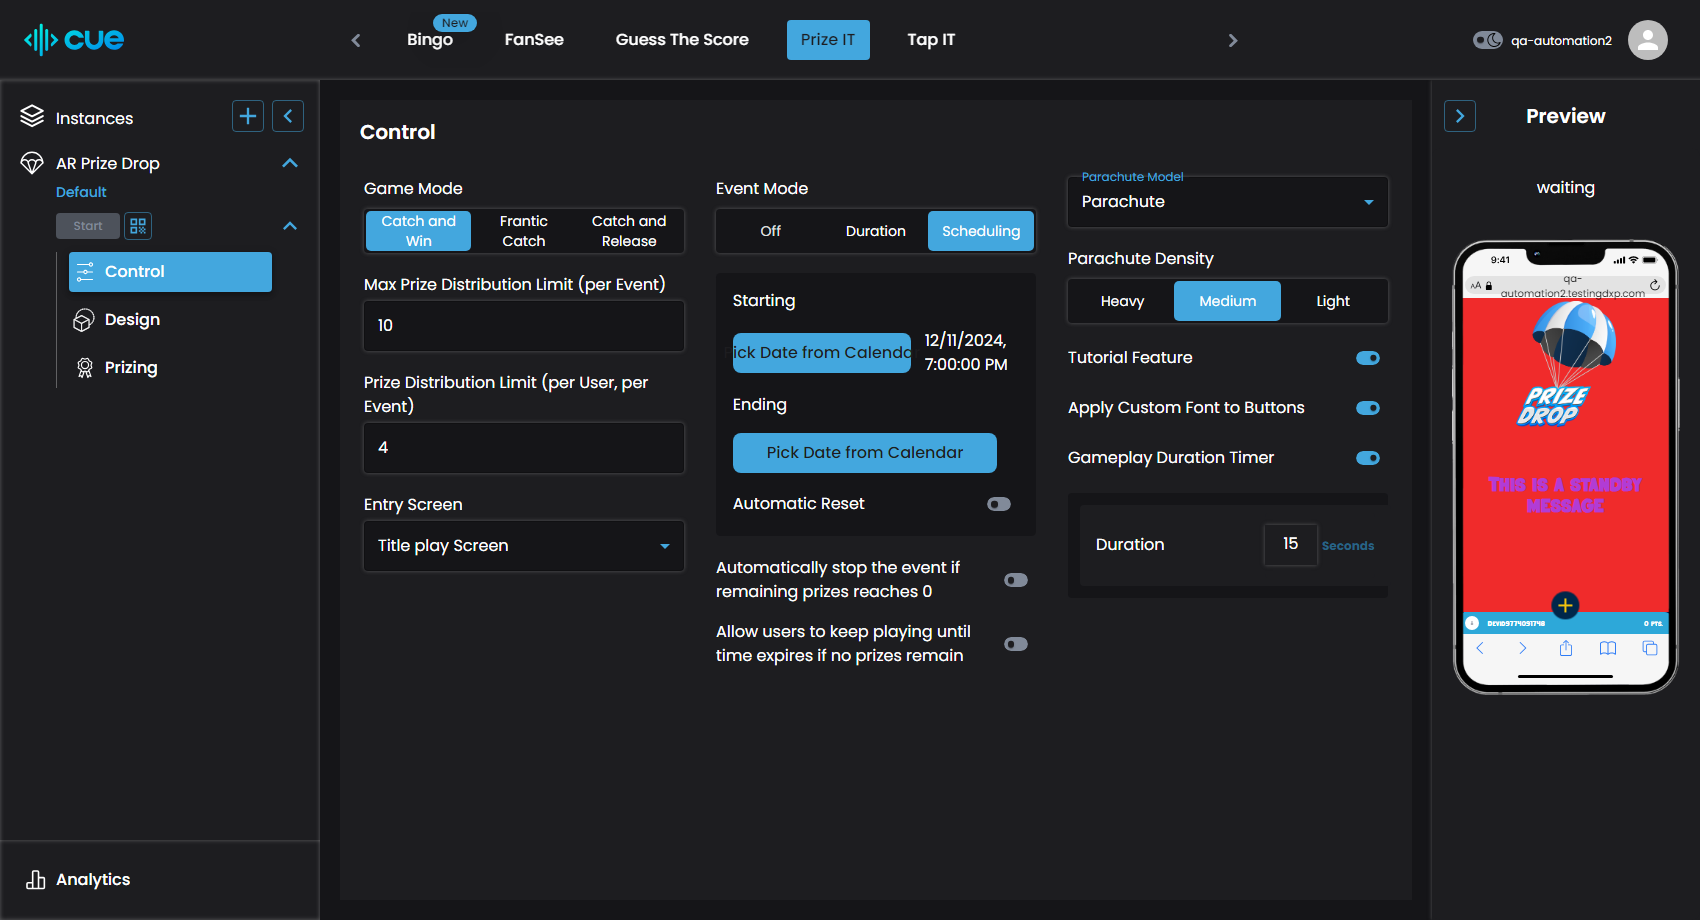 cue
New
Bingo
FanSee
Guess The Score
Prize IT
Tap IT
qa-automation2
Instances
AR Prize Drop
Default
Start
Control
Design
Prizing
Analytics
Control
Game Mode
Catch and
Win
Frantic
Catch
Catch and
Release
Max Prize Distribution Limit (per Event)
10
Prize Distribution Limit (per User, per
Event)
4
Entry Screen
Title play Screen
Event Mode
Off
Duration
Scheduling
Starting
Pick Date from Calendar
12/11/2024,
7:00:00 PM
Ending
Pick Date from Calendar
Automatic Reset
Automatically stop the event if
remaining prizes reaches 0
Allow users to keep playing until
time expires if no prizes remain
Parachute Model
Parachute
Parachute Density
Heavy
Medium
Light
Tutorial Feature
Apply Custom Font to Buttons
Gameplay Duration Timer
Duration
15
Seconds
Preview
waiting
9:41
AA
qa-
automation2.testingdxp.com
PRIZE
DROP
THIS IS A STANDBY
MESSAGE
0 PTS.